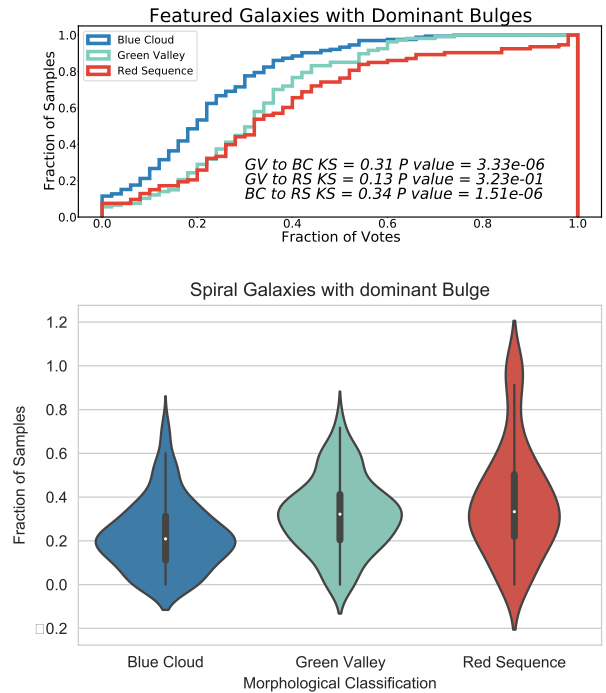 Featured Galaxies with Dominant Bulges
1.0
0.8
0.6
0.4
0.2
0.0
Fraction of Samples
Blue Cloud
Green Valley
Red Sequence
GV to BC KS = 0.31 P value = 3.33e-06
GV to RS KS = 0.13 P value = 3.23e-01
BC to RS KS = 0.34 P value = 1.51e-06
0.0 0.2 0.4 0.6 0.8 1.0
Fraction of Votes
Spiral Galaxies with dominant Bulge
1.2
1.0
0.8
0.6
0.4
0.2
0.0
□0.2
Fraction of Samples
Blue Cloud Green Valley Red Sequence
Morphological Classification